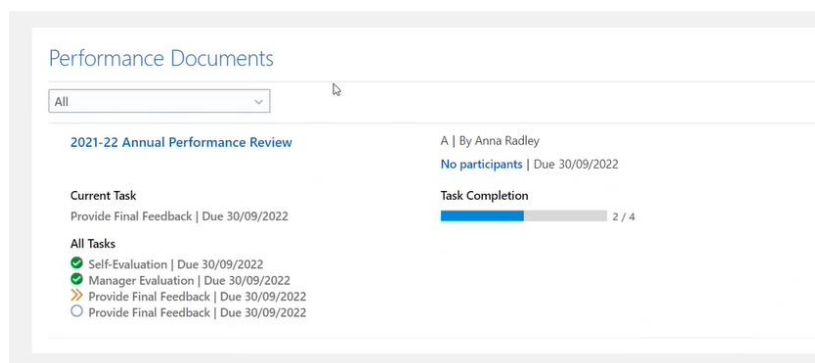 Performance Documents
All
2021-22 Annual Performance Review
A | By Anna Radley
No participants | Due 30/09/2022
Current Task
Provide Final Feedback | Due 30/09/2022
Task Completion
2 / 4
All Tasks
Self-Evaluation | Due 30/09/2022
Manager Evaluation | Due 30/09/2022
Provide Final Feedback | Due 30/09/2022
Provide Final Feedback | Due 30/09/2022